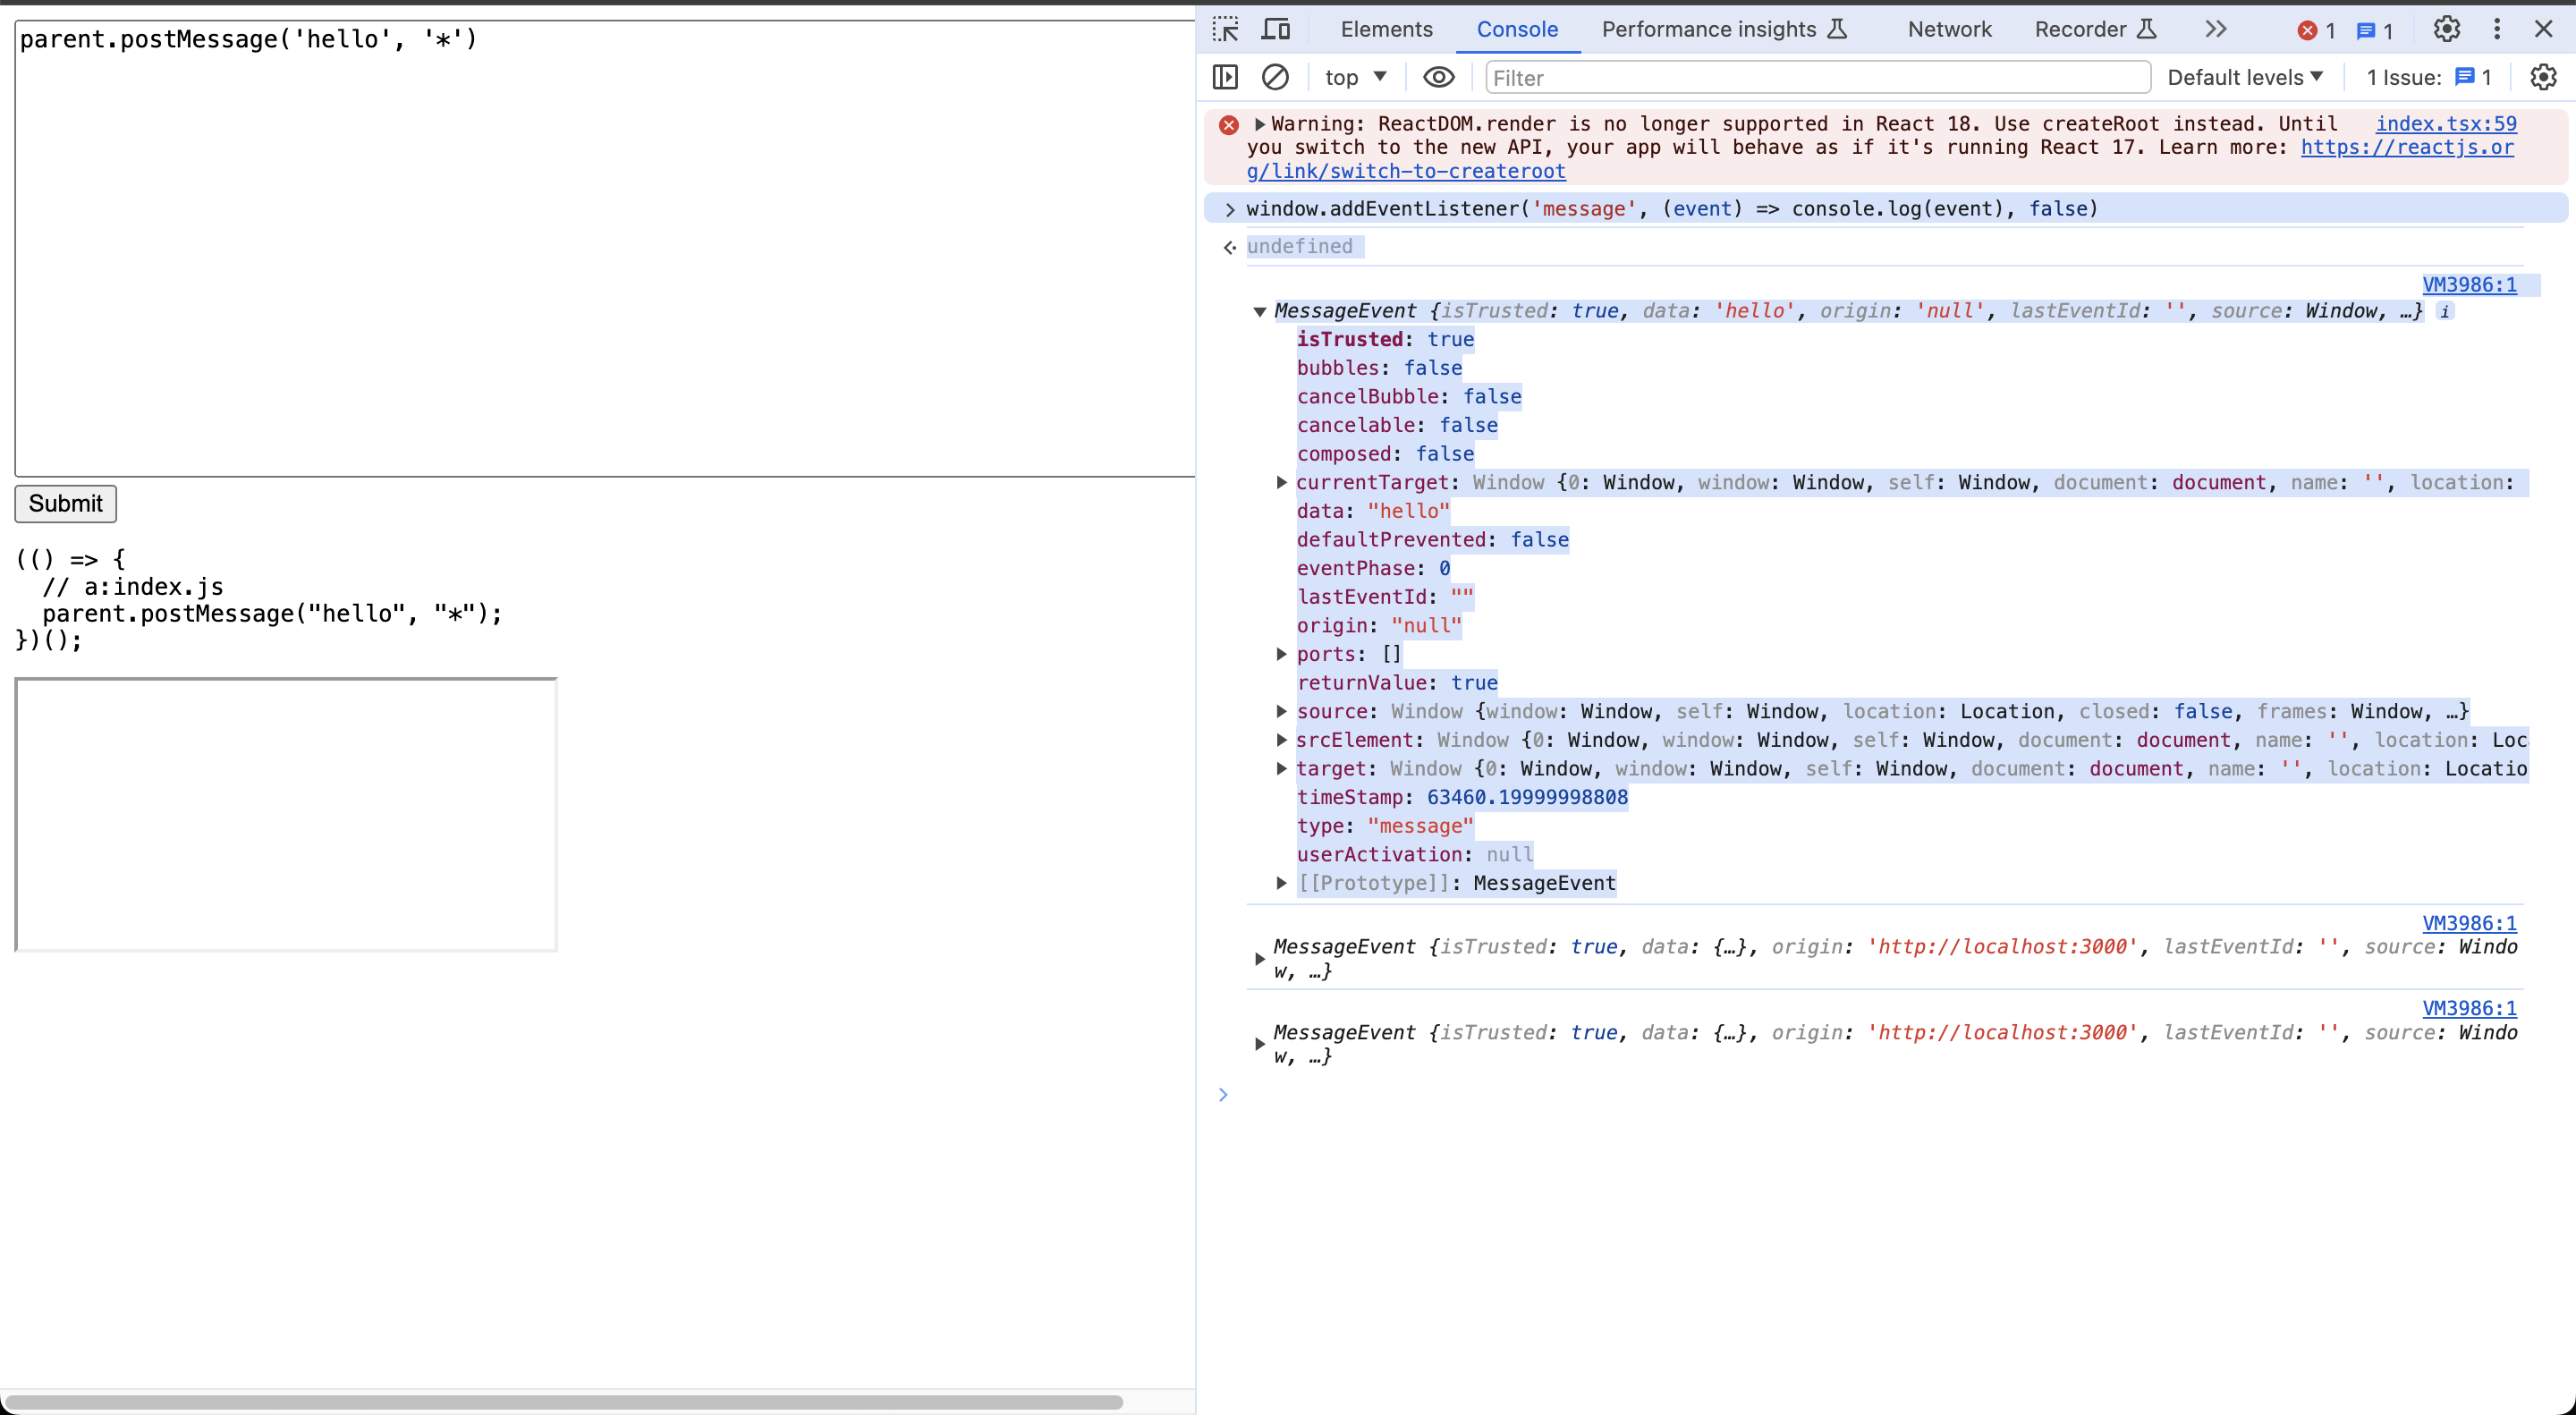 parent.postMessage('hello', '*')
Submit
(() => {
  // a:index.js
  parent.postMessage("hello", "*");
})();
Elements Console Performance insights Network Recorder 1 1
top Filter Default levels 1 Issue: 1
Warning: ReactDOM.render is no longer supported in React 18. Use createRoot instead. Until index.tsx:59
you switch to the new API, your app will behave as if it's running React 17. Learn more: https://reactjs.or
g/link/switch-to-createroot
window.addEventListener('message', (event) => console.log(event), false)
undefined
VM3986:1
MessageEvent {isTrusted: true, data: 'hello', origin: 'null', lastEventId: '', source: Window, …} i
isTrusted: true
bubbles: false
cancelBubble: false
cancelable: false
composed: false
currentTarget: Window {0: Window, window: Window, self: Window, document: document, name: '', location:
data: "hello"
defaultPrevented: false
eventPhase: 0
lastEventId: ""
origin: "null"
ports: []
returnValue: true
source: Window {window: Window, self: Window, location: Location, closed: false, frames: Window, …}
srcElement: Window {0: Window, window: Window, self: Window, document: document, name: '', location: Loc
target: Window {0: Window, window: Window, self: Window, document: document, name: '', location: Locatio
timeStamp: 63460.19999998808
type: "message"
userActivation: null
[[Prototype]]: MessageEvent
VM3986:1
MessageEvent {isTrusted: true, data: {…}, origin: 'http://localhost:3000', lastEventId: '', source: Windo
w, …}
VM3986:1
MessageEvent {isTrusted: true, data: {…}, origin: 'http://localhost:3000', lastEventId: '', source: Windo
w, …}